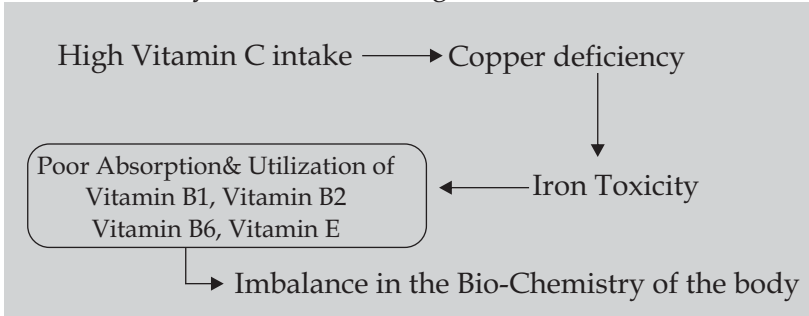 High Vitamin C intake
Copper deficiency
Iron Toxicity
Poor Absorption& Utilization of
Vitamin B1, Vitamin B2
Vitamin B6, Vitamin E
Imbalance in the Bio-Chemistry of the body